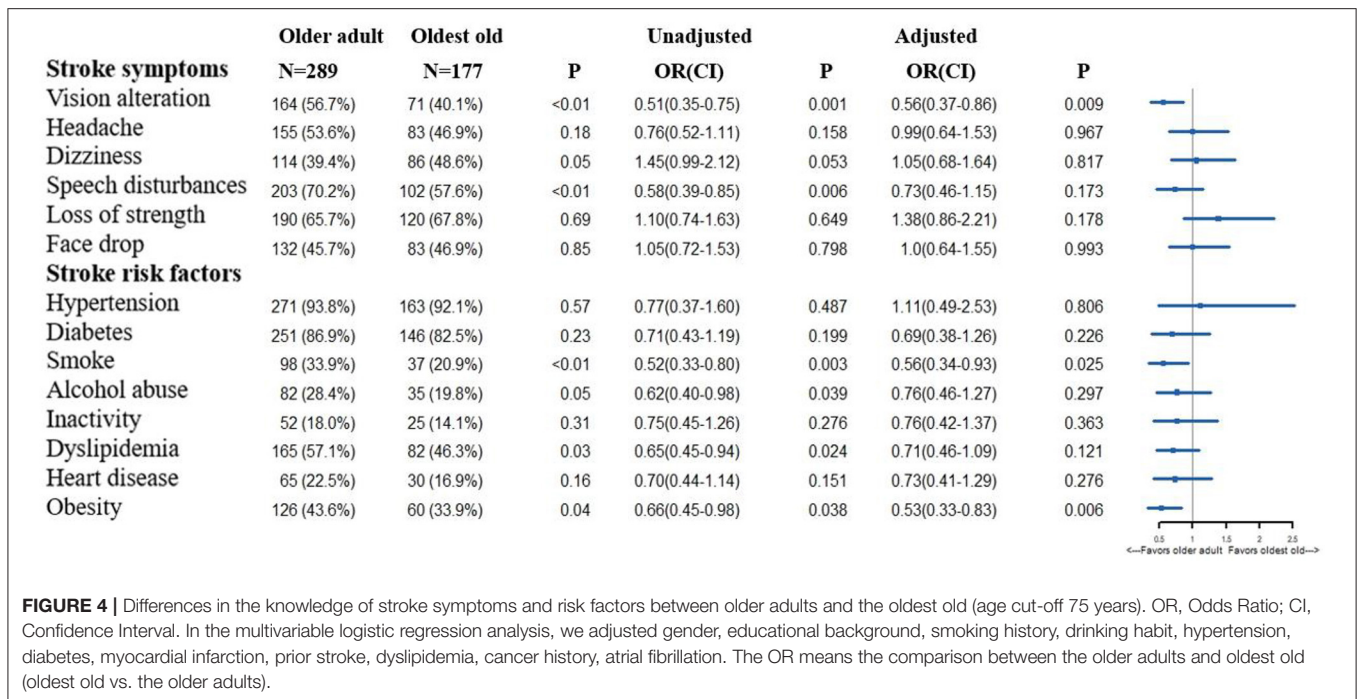 Older adult Oldest old Unadjusted Adjusted
Stroke symptoms N=289 N=177 P OR(CI) P OR(CI) P
Vision alteration 164 (56.7%) 71 (40.1%) <0.01 0.51(0.35-0.75) 0.001 0.56(0.37-0.86) 0.009
Headache 155 (53.6%) 83 (46.9%) 0.18 0.76(0.52-1.11) 0.158 0.99(0.64-1.53) 0.967
Dizziness 114 (39.4%) 86 (48.6%) 0.05 1.45(0.99-2.12) 0.053 1.05(0.68-1.64) 0.817
Speech disturbances 203 (70.2%) 102 (57.6%) <0.01 0.58(0.39-0.85) 0.006 0.73(0.46-1.15) 0.173
Loss of strength 190 (65.7%) 120 (67.8%) 0.69 1.10(0.74-1.63) 0.649 1.38(0.86-2.21) 0.178
Face drop 132 (45.7%) 83 (46.9%) 0.85 1.05(0.72-1.53) 0.798 1.0(0.64-1.55) 0.993
Stroke risk factors
Hypertension 271 (93.8%) 163 (92.1%) 0.57 0.77(0.37-1.60) 0.487 1.11(0.49-2.53) 0.806
Diabetes 251 (86.9%) 146 (82.5%) 0.23 0.71(0.43-1.19) 0.199 0.69(0.38-1.26) 0.226
Smoke 98 (33.9%) 37 (20.9%) <0.01 0.52(0.33-0.80) 0.003 0.56(0.34-0.93) 0.025
Alcohol abuse 82 (28.4%) 35 (19.8%) 0.05 0.62(0.40-0.98) 0.039 0.76(0.46-1.27) 0.297
Inactivity 52 (18.0%) 25 (14.1%) 0.31 0.75(0.45-1.26) 0.276 0.76(0.42-1.37) 0.363
Dyslipidemia 165 (57.1%) 82 (46.3%) 0.03 0.65(0.45-0.94) 0.024 0.71(0.46-1.09) 0.121
Heart disease 65 (22.5%) 30 (16.9%) 0.16 0.70(0.44-1.14) 0.151 0.73(0.41-1.29) 0.276
Obesity 126 (43.6%) 60 (33.9%) 0.04 0.66(0.45-0.98) 0.038 0.53(0.33-0.83) 0.006
0.5 1 1.5 2 2.5
<---Favors older adult Favors oldest old--->
FIGURE 4 | Differences in the knowledge of stroke symptoms and risk factors between older adults and the oldest old (age cut-off 75 years). OR, Odds Ratio; CI,
Confidence Interval. In the multivariable logistic regression analysis, we adjusted gender, educational background, smoking history, drinking habit, hypertension,
diabetes, myocardial infarction, prior stroke, dyslipidemia, cancer history, atrial fibrillation. The OR means the comparison between the older adults and oldest old
(oldest old vs. the older adults).